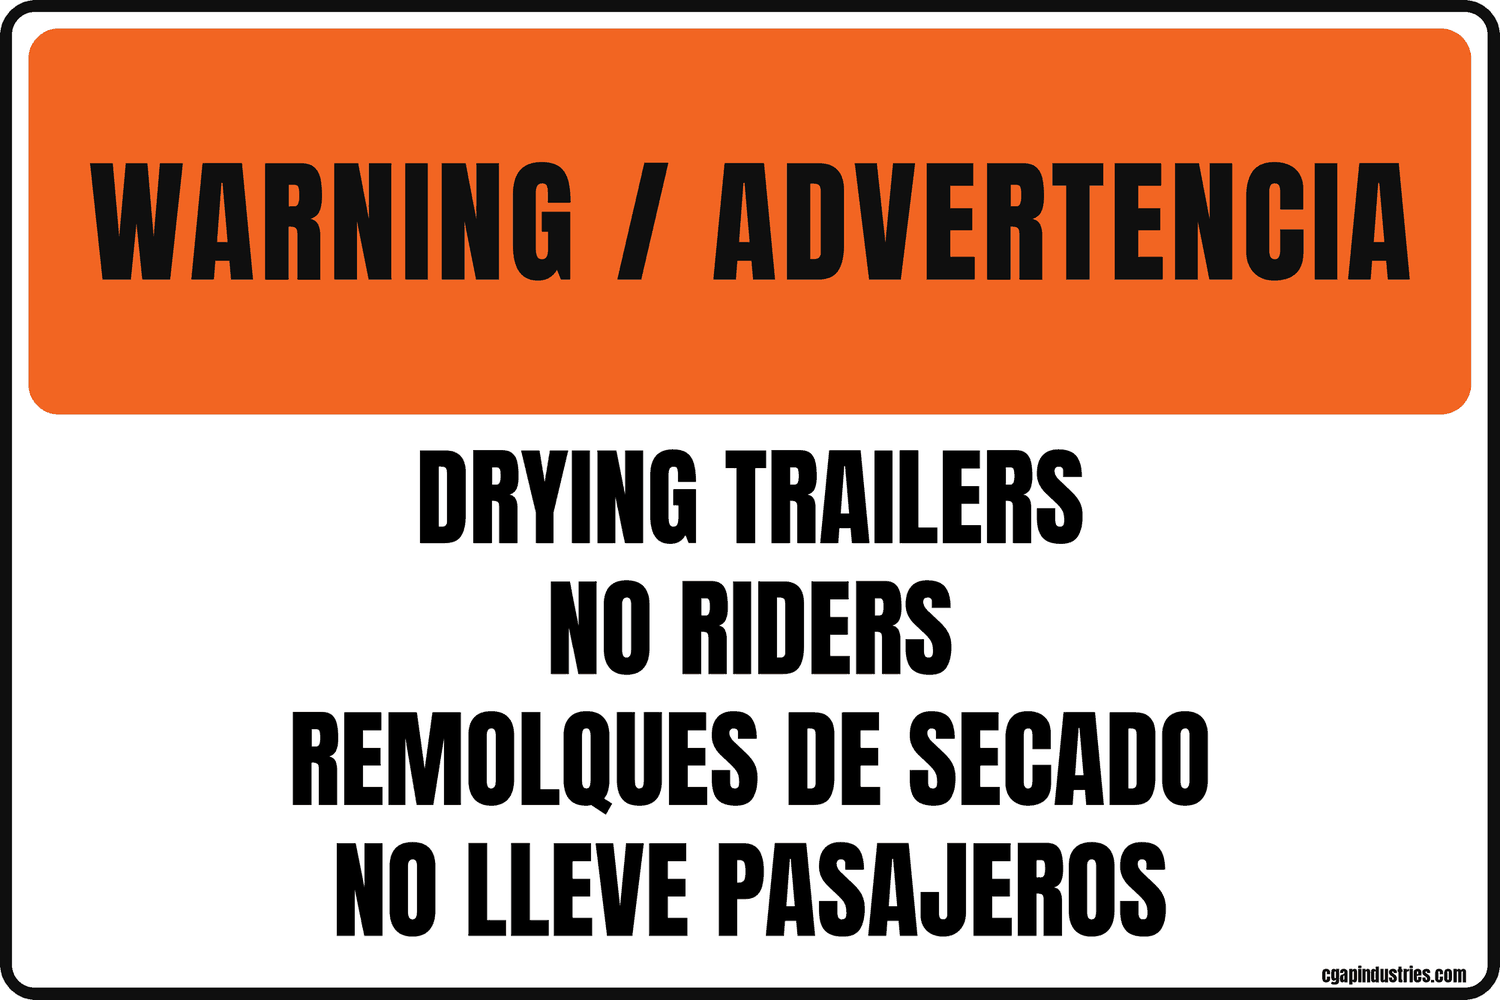 WARNING / ADVERTENCIA
DRYING TRAILERS
NO RIDERS
REMOLQUES DE SECADO
NO LLEVE PASAJEROS
cgapindustries.com